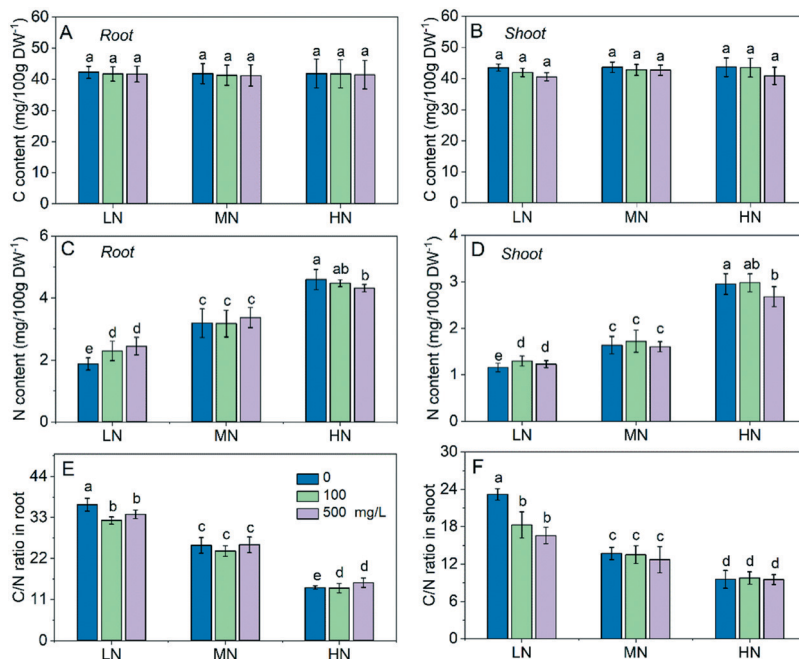 A Root
C content (mg/100g DW⁻¹)
60
50
40
30
20
10
0
a a a a a a a a a
LN MN HN
B Shoot
C content (mg/100g DW⁻¹)
60
50
40
30
20
10
0
a a a a a a a a a
LN MN HN
C Root
N content (mg/100g DW⁻¹)
6
4
2
0
e d d c c c a ab b
LN MN HN
D Shoot
N content (mg/100g DW⁻¹)
4
3
2
1
0
e d d c c c a ab b
LN MN HN
E
C/N ratio in root
44
33
22
11
0
a b b c c c e d d
0
100
500 mg/L
LN MN HN
F
C/N ratio in shoot
30
24
18
12
6
0
a b b c c c d d d
LN MN HN